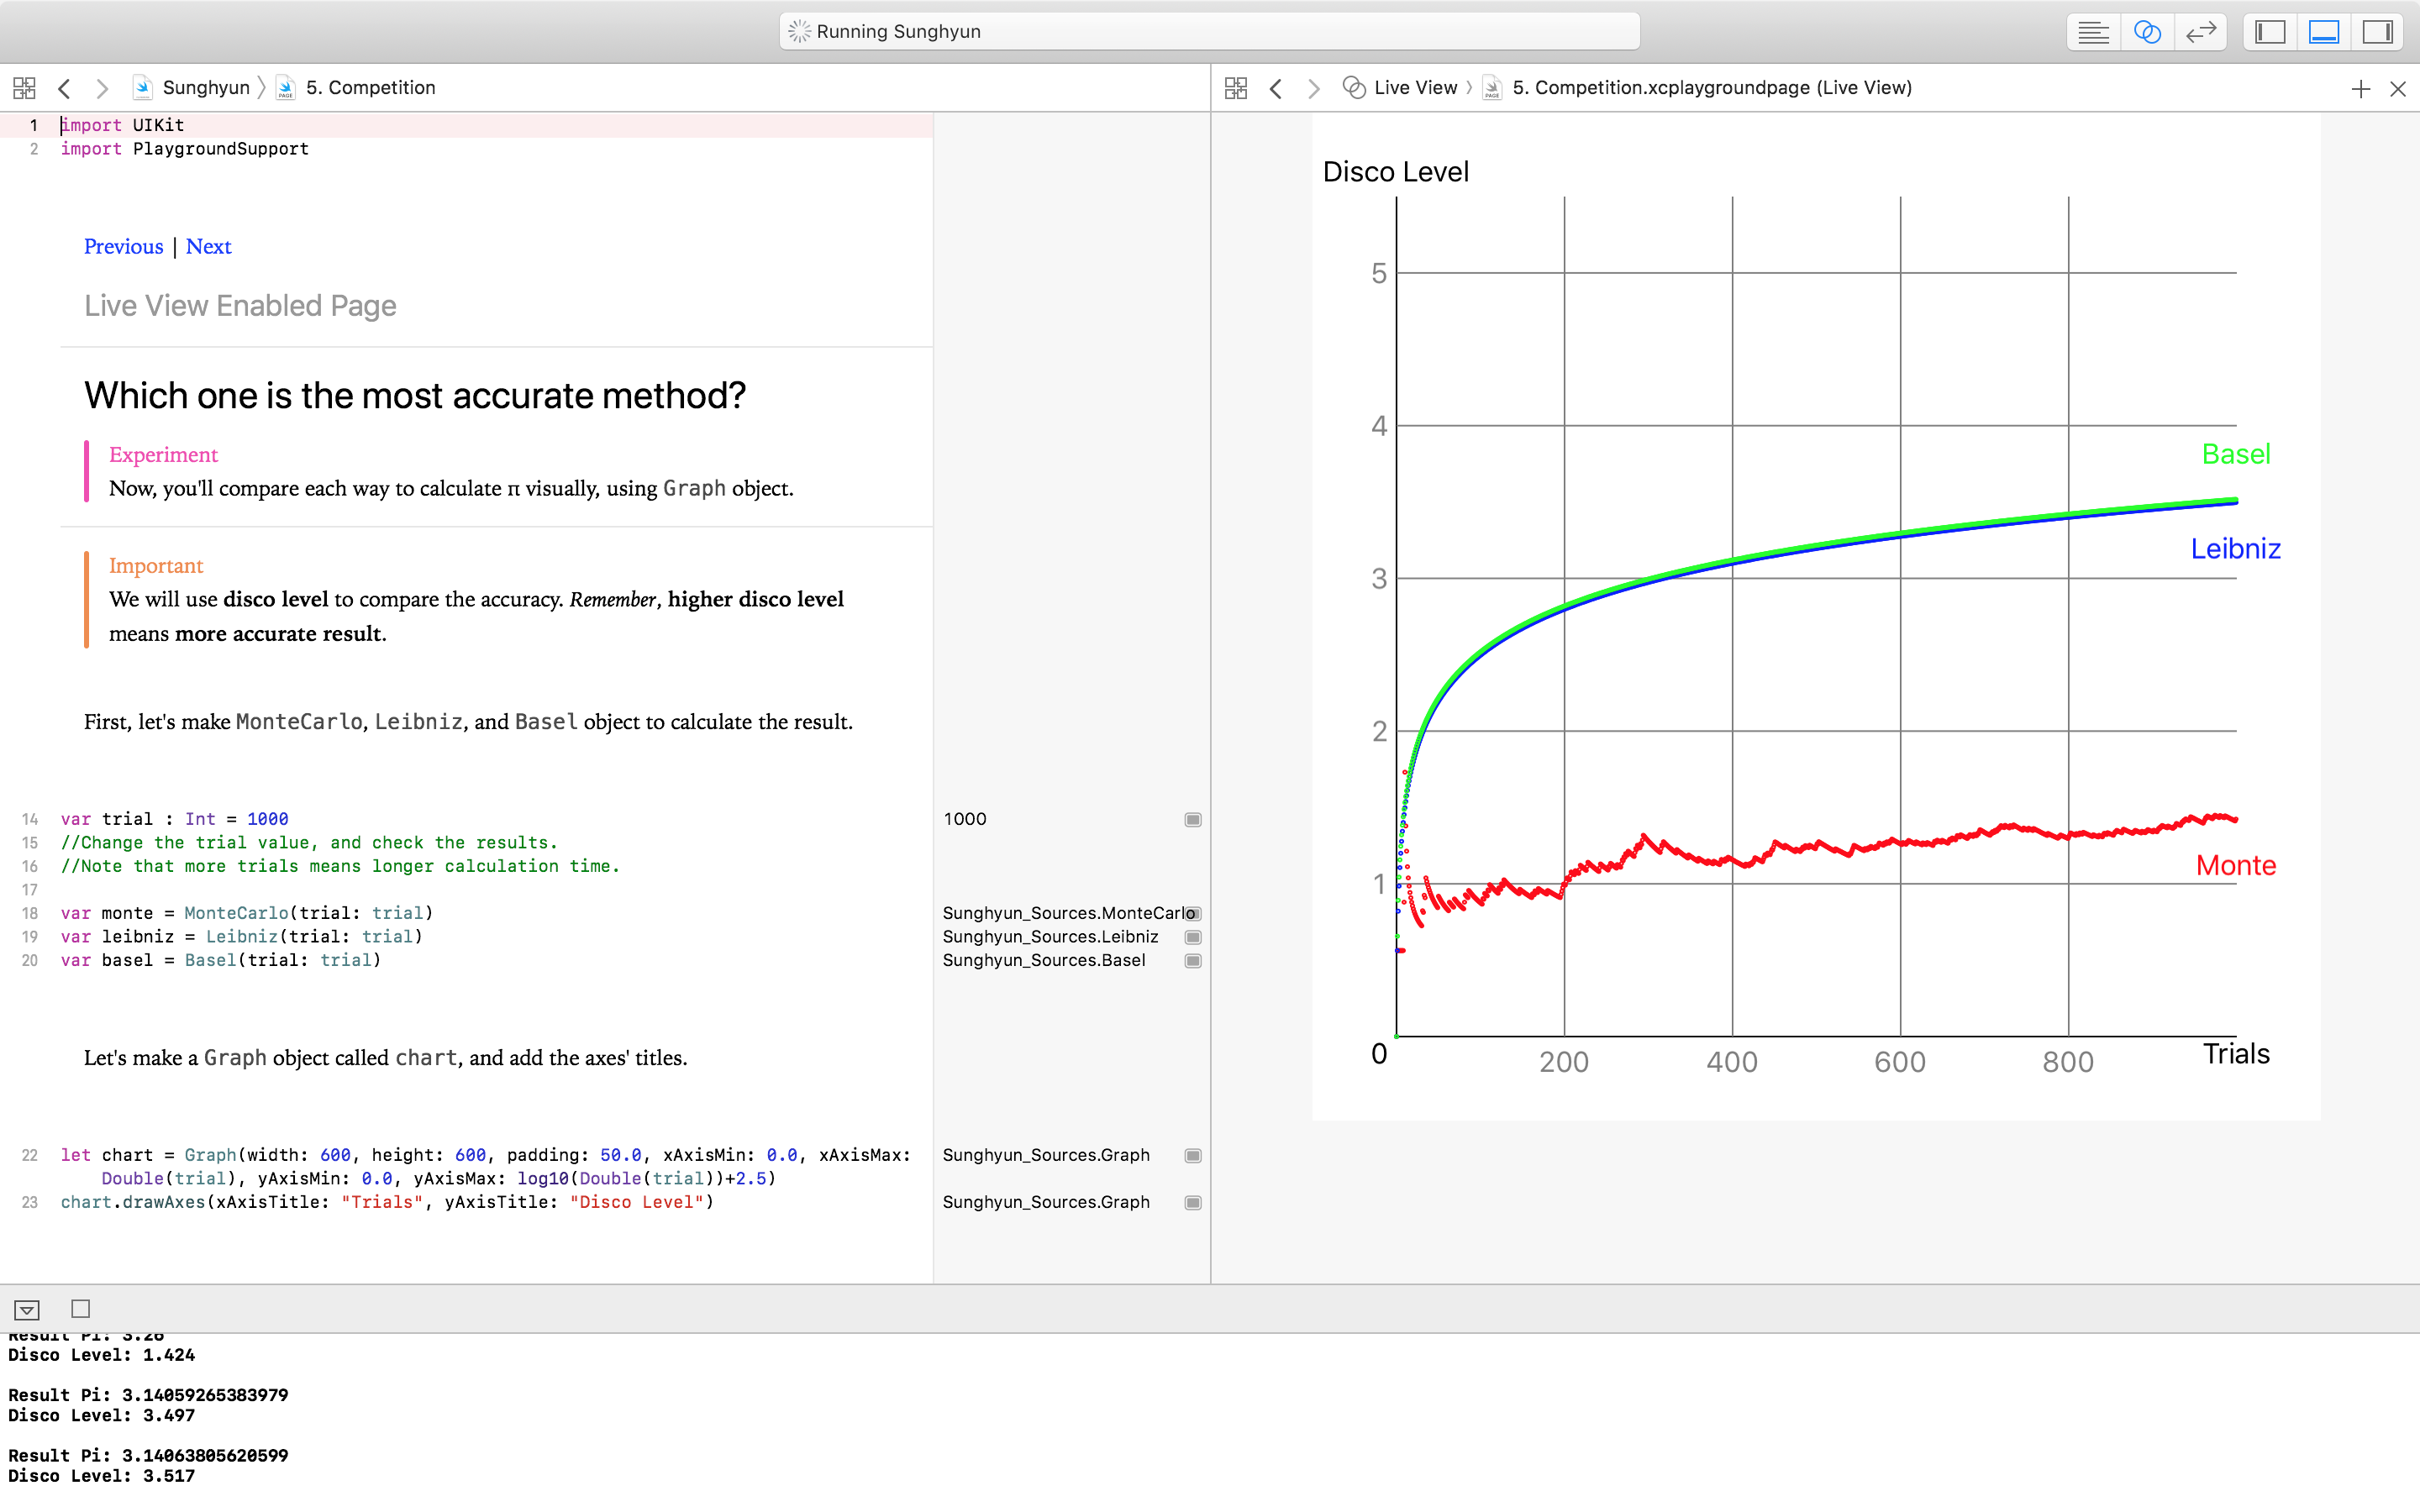 Running Sunghyun
Sunghyun 〉 5. Competition
Live View 〉 5. Competition.xcplaygroundpage (Live View)
1 import UIKit
2 import PlaygroundSupport
Previous | Next
Live View Enabled Page
Which one is the most accurate method?
Experiment
Now, you'll compare each way to calculate π visually, using Graph object.
Important
We will use disco level to compare the accuracy. Remember, higher disco level
means more accurate result.
First, let's make MonteCarlo, Leibniz, and Basel object to calculate the result.
14 var trial : Int = 1000
15 //Change the trial value, and check the results.
16 //Note that more trials means longer calculation time.
17
18 var monte = MonteCarlo(trial: trial)
19 var leibniz = Leibniz(trial: trial)
20 var basel = Basel(trial: trial)
Let's make a Graph object called chart, and add the axes' titles.
22 let chart = Graph(width: 600, height: 600, padding: 50.0, xAxisMin: 0.0, xAxisMax:
Double(trial), yAxisMin: 0.0, yAxisMax: log10(Double(trial))+2.5)
23 chart.drawAxes(xAxisTitle: "Trials", yAxisTitle: "Disco Level")
1000
Sunghyun_Sources.MonteCarlo
Sunghyun_Sources.Leibniz
Sunghyun_Sources.Basel
Sunghyun_Sources.Graph
Sunghyun_Sources.Graph
Disco Level
5
4
Basel
Leibniz
3
2
Monte
1
0
200 400 600 800
Trials
Result Pi: 3.26
Disco Level: 1.424
Result Pi: 3.14059265383979
Disco Level: 3.497
Result Pi: 3.14063805620599
Disco Level: 3.517